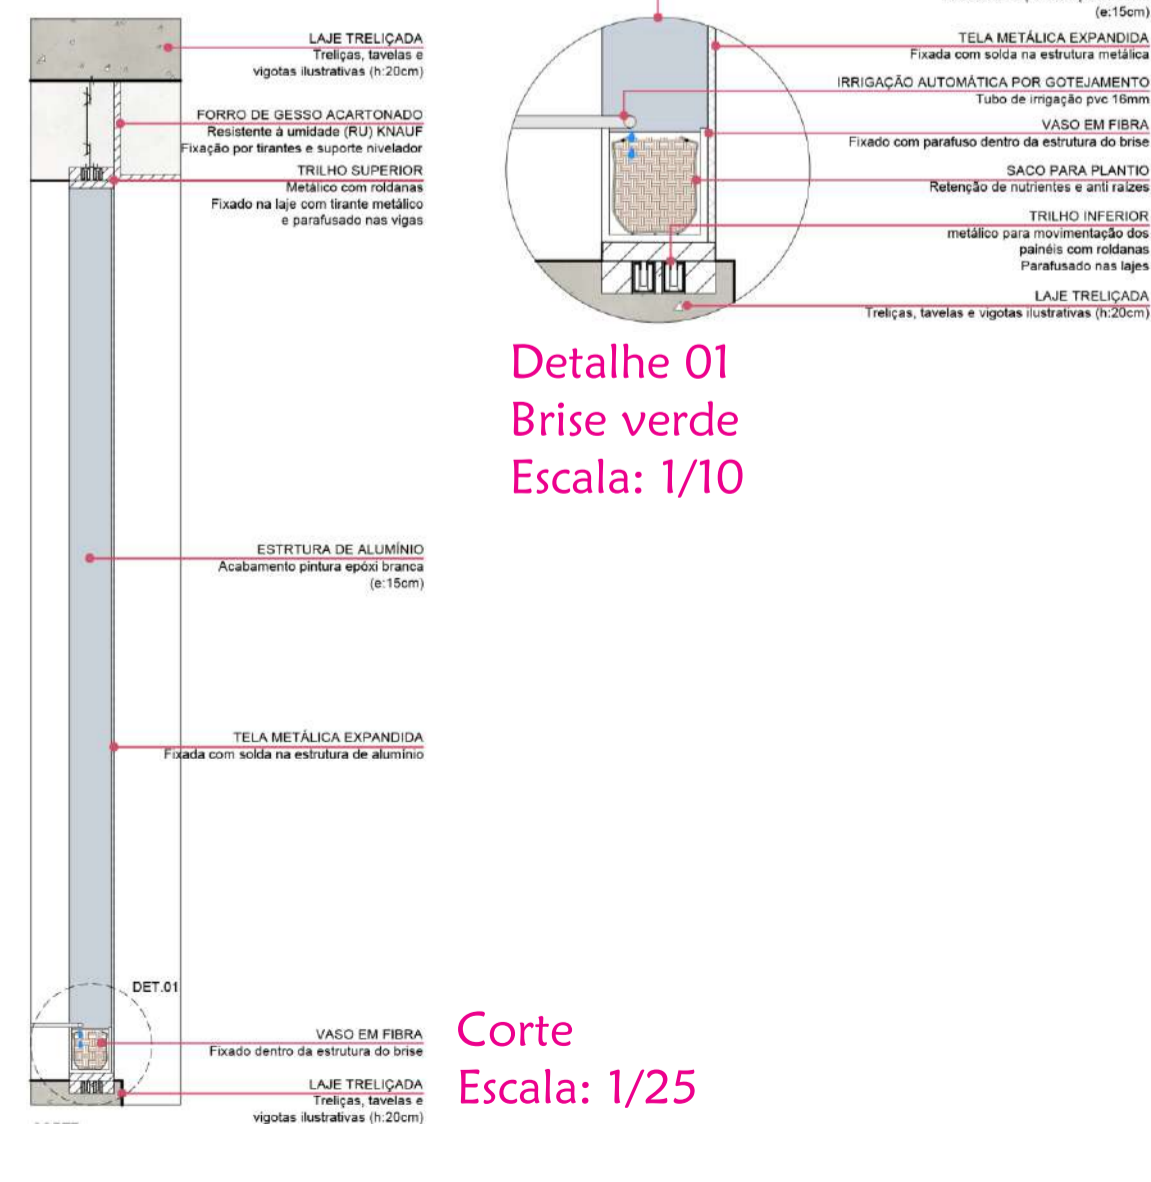 LAJE TRELIÇADA
Treliças, tavelas e
vigotas ilustrativas (h:20cm)
FORRO DE GESSO ACARTONADO
Resistente à umidade (RU) KNAUF
Fixação por tirantes e suporte nivelador
TRILHO SUPERIOR
Metálico com roldanas
Fixado na laje com tirante metálico
e parafusado nas vigas
ESTRTURA DE ALUMÍNIO
Acabamento pintura epóxi branca
(e:15cm)
TELA METÁLICA EXPANDIDA
Fixada com solda na estrutura de alumínio
DET.01
VASO EM FIBRA
Fixado dentro da estrutura do brise
LAJE TRELIÇADA
Treliças, tavelas e
vigotas ilustrativas (h:20cm)
(e:15cm)
TELA METÁLICA EXPANDIDA
Fixada com solda na estrutura metálica
IRRIGAÇÃO AUTOMÁTICA POR GOTEJAMENTO
Tubo de irrigação pvc 16mm
VASO EM FIBRA
Fixado com parafuso dentro da estrutura do brise
SACO PARA PLANTIO
Retenção de nutrientes e anti raízes
TRILHO INFERIOR
metálico para movimentação dos
painéis com roldanas
Parafusado nas lajes
LAJE TRELIÇADA
Treliças, tavelas e vigotas ilustrativas (h:20cm)
Detalhe 01
Brise verde
Escala: 1/10
Corte
Escala: 1/25